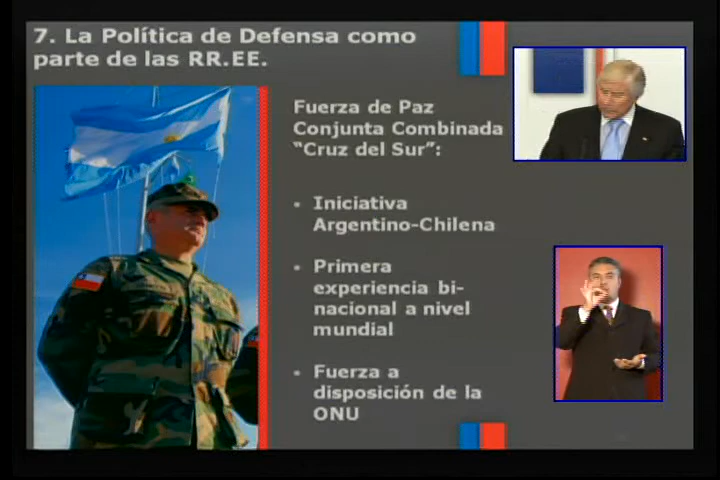 7. La Política de Defensa como
parte de las RR.EE.
Fuerza de Paz
Conjunta Combinada
"Cruz del Sur":
• Iniciativa
Argentino-Chilena
• Primera
experiencia bi-
nacional a nivel
mundial
• Fuerza a
disposición de la
ONU